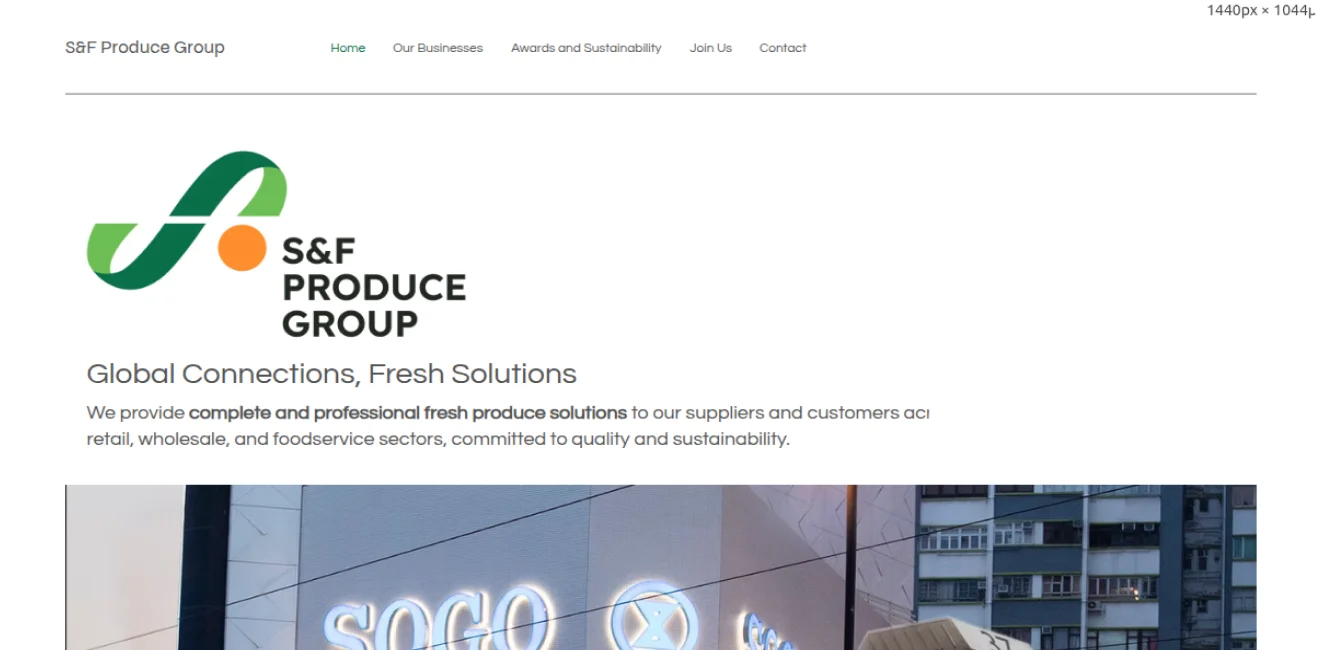 1440px × 1044
S&F Produce Group
Home Our Businesses Awards and Sustainability Join Us Contact
S&F
PRODUCE
GROUP
Global Connections, Fresh Solutions
We provide complete and professional fresh produce solutions to our suppliers and customers
retail, wholesale, and foodservice sectors, committed to quality and sustainability.
SOGO
37